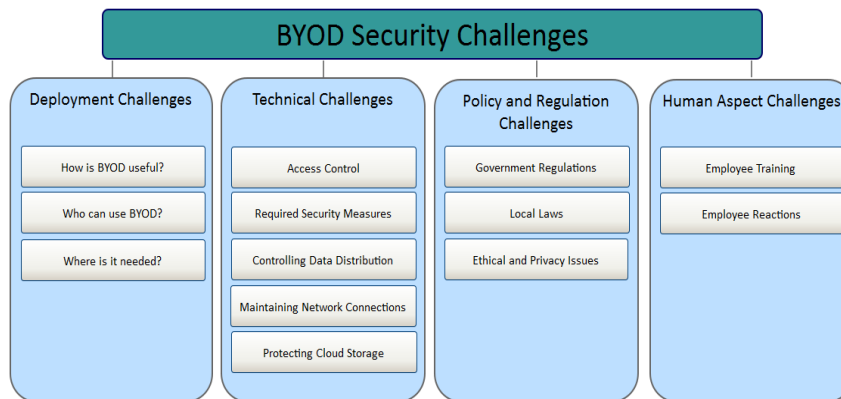 BYOD Security Challenges
Deployment Challenges
How is BYOD useful?
Who can use BYOD?
Where is it needed?
Technical Challenges
Access Control
Required Security Measures
Controlling Data Distribution
Maintaining Network Connections
Protecting Cloud Storage
Policy and Regulation
Challenges
Government Regulations
Local Laws
Ethical and Privacy Issues
Human Aspect Challenges
Employee Training
Employee Reactions